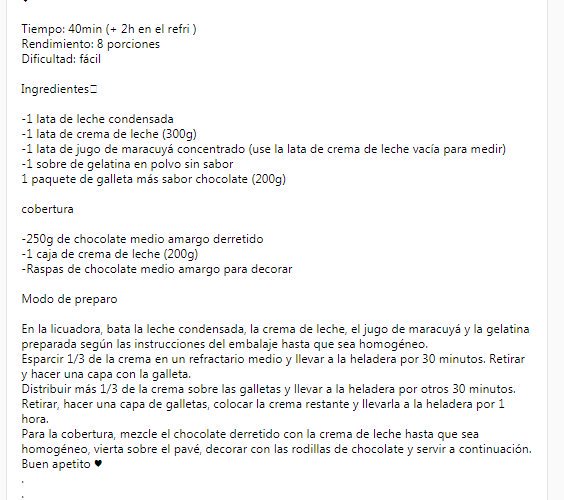 Tiempo: 40min (+ 2h en el refri )
Rendimiento: 8 porciones
Dificultad: fácil
Ingredientes
-1 lata de leche condensada
-1 lata de crema de leche (300g)
-1 lata de jugo de maracuyá concentrado (use la lata de crema de leche vacía para medir)
-1 sobre de gelatina en polvo sin sabor
1 paquete de galleta más sabor chocolate (200g)
cobertura
-250g de chocolate medio amargo derretido
-1 caja de crema de leche (200g)
-Raspas de chocolate medio amargo para decorar
Modo de preparo
En la licuadora, bata la leche condensada, la crema de leche, el jugo de maracuyá y la gelatina
preparada según las instrucciones del embalaje hasta que sea homogéneo.
Esparcir 1/3 de la crema en un refractario medio y llevar a la heladera por 30 minutos. Retirar
y hacer una capa con la galleta.
Distribuir más 1/3 de la crema sobre las galletas y llevar a la heladera por otros 30 minutos.
Retirar, hacer una capa de galletas, colocar la crema restante y llevarla a la heladera por 1
hora.
Para la cobertura, mezcle el chocolate derretido con la crema de leche hasta que sea
homogéneo, vierta sobre el pavé, decorar con las rodillas de chocolate y servir a continuación.
Buen apetito ♥
.
.